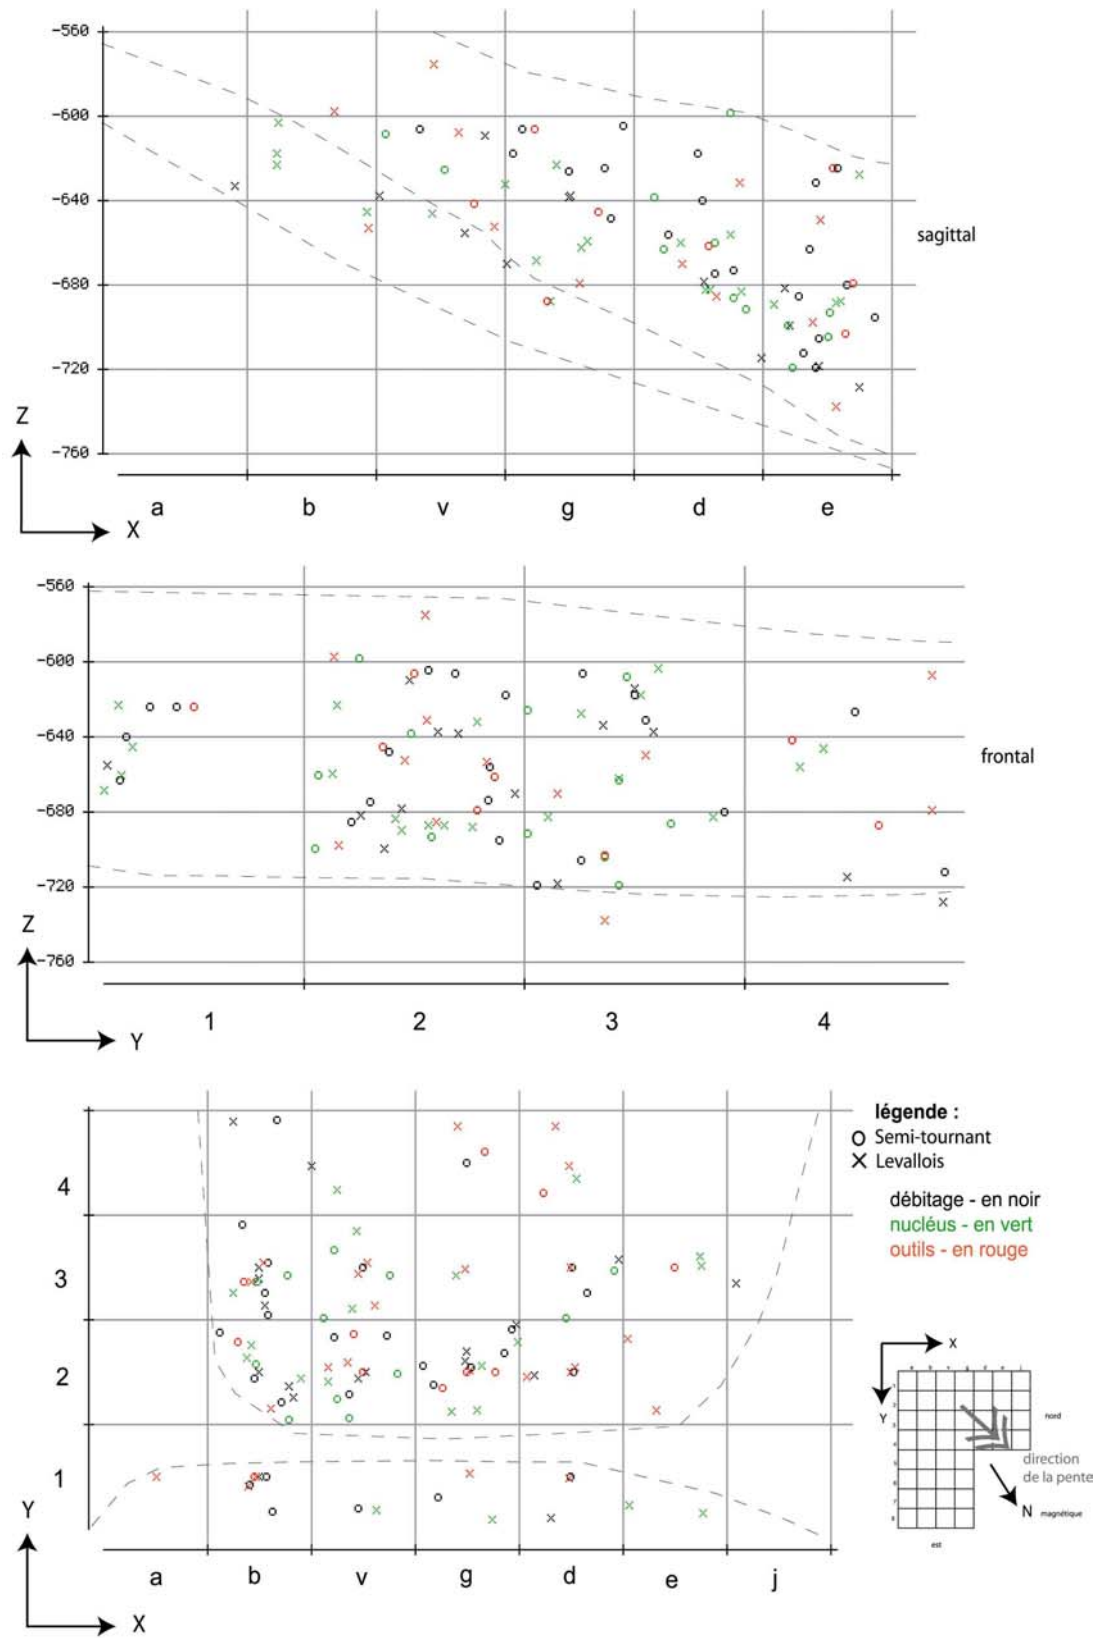 -560
-600
-640
-680
-720
-760
sagittal
Z
X
a b v g d e
-560
-600
-640
-680
-720
-760
frontal
Z
Y
1 2 3 4
légende :
O Semi-tournant
X Levallois
débitage - en noir
nucléus - en vert
outils - en rouge
4
3
2
1
Y
X
a b v g d e j
X
Y
nord
direction
de la pente
N magnétique
est